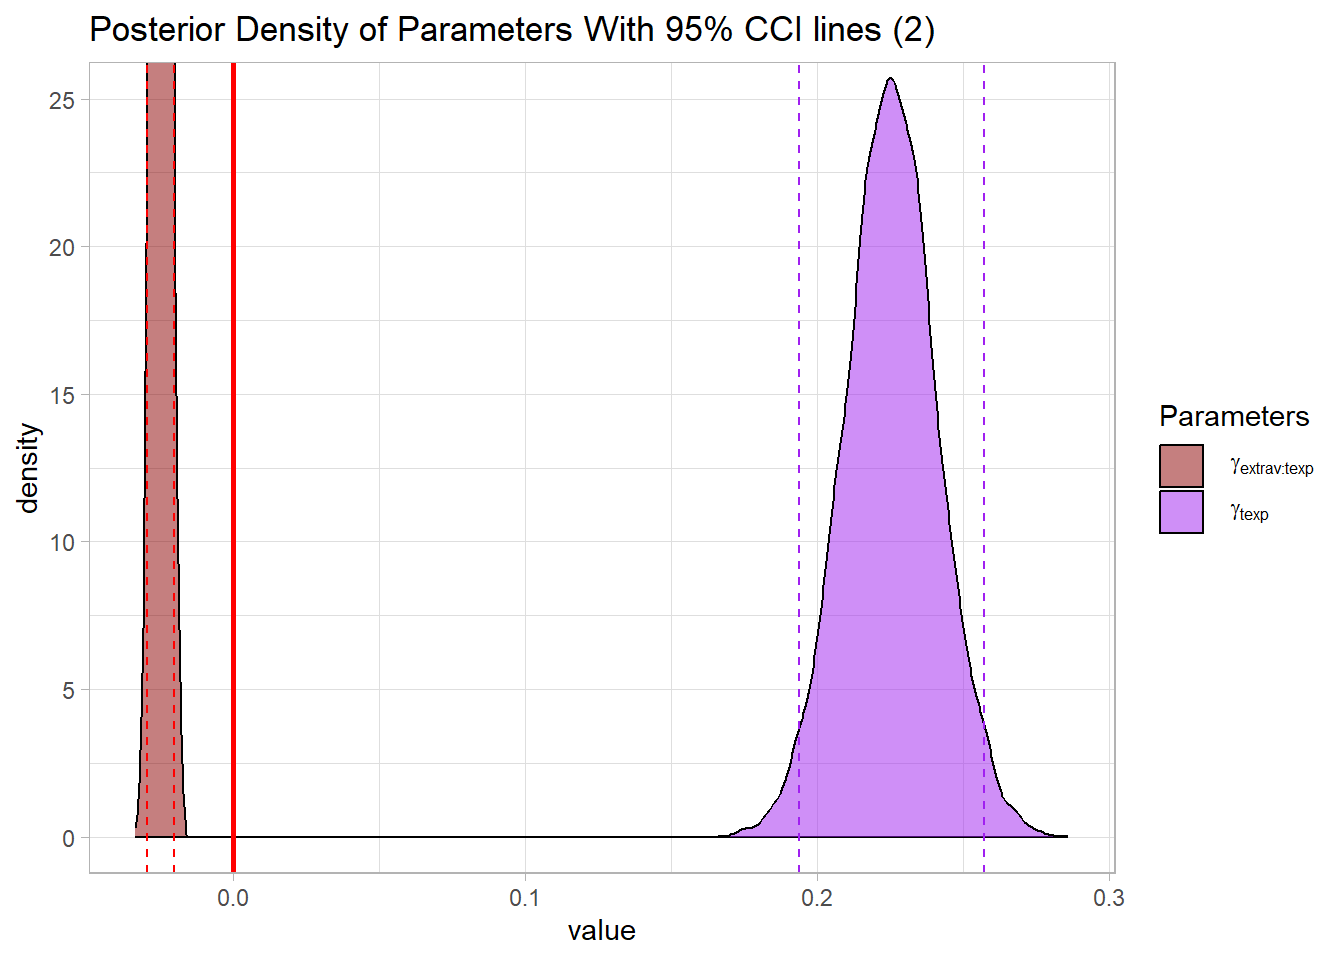 Posterior Density of Parameters With 95% CCI lines (2)
25
20
15
10
5
0
density
0.0 0.1 0.2 0.3
value
Parameters
γextrav:texp
γtexp